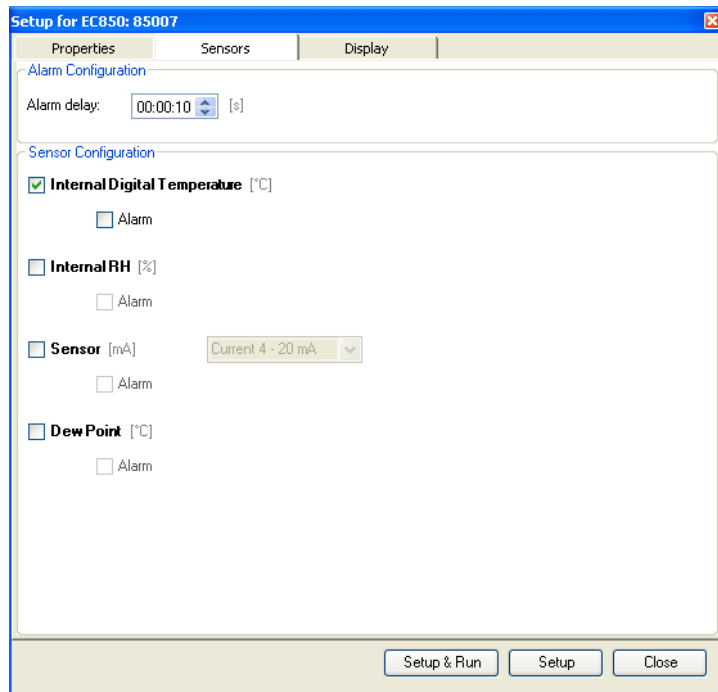 Setup for EC850: 85007
Properties Sensors Display
Alarm Configuration
Alarm delay: 00:00:10 [s]
Sensor Configuration
Internal Digital Temperature [°C]
Alarm
Internal RH [%]
Alarm
Sensor [mA] Current 4 - 20 mA
Alarm
Dew Point [°C]
Alarm
Setup & Run Setup Close